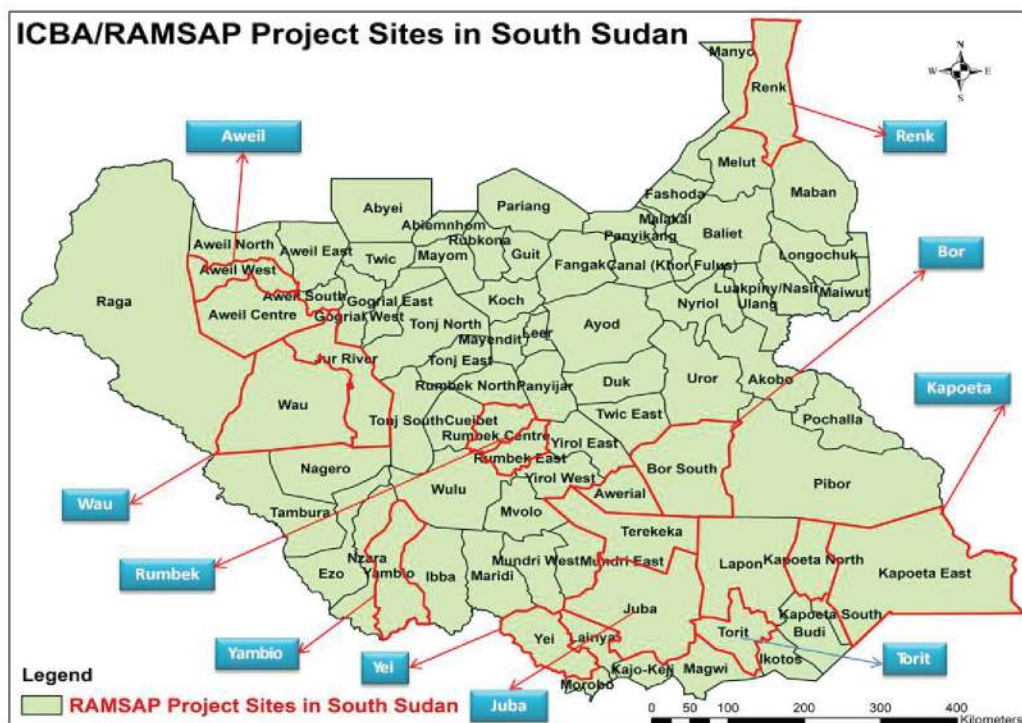 ICBA/RAMSAP Project Sites in South Sudan
N
W E
S
Manyo
Renk
Renk
Aweil
Melut
Maban
Fashoda
Malakal
Panyikang
Baliet
Abyei
Pariang
Abiemnhom
Rubkona
Aweil North
Aweil East
Twic
Mayom
Guit
Fangak
Canal (Khor Fulus)
Longochuk
Bor
Aweil West
Luakpiny/Nasir
Maiwut
Ulang
Raga
Aweil South
Gogrial East
Koch
Nyriol
Aweil Centre
Gogrial West
Tonj North
Leer
Ayod
Mayendit
Jur River
Tonj East
Uror
Akobo
Kapoeta
Rumbek North
Panyijar
Duk
Wau
Pochalla
Tonj South
Cueibet
Twic East
Rumbek Centre
Yirol East
Rumbek East
Nagero
Bor South
Wulu
Yirol West
Pibor
Wau
Awerial
Tambura
Mvolo
Terekeka
Nzara
Mundri West
Mundri East
Lapon
Kapoeta North
Rumbek
Ezo
Yambio
Ibba
Maridi
Kapoeta East
Juba
Kapoeta South
Yei
Lainya
Torit
Budi
Yambio
Yei
Ikotos
Torit
Kajo-Keji
Magwi
Morobo
Juba
Legend
RAMSAP Project Sites in South Sudan
0 50 100 200 300 400
Kilometers